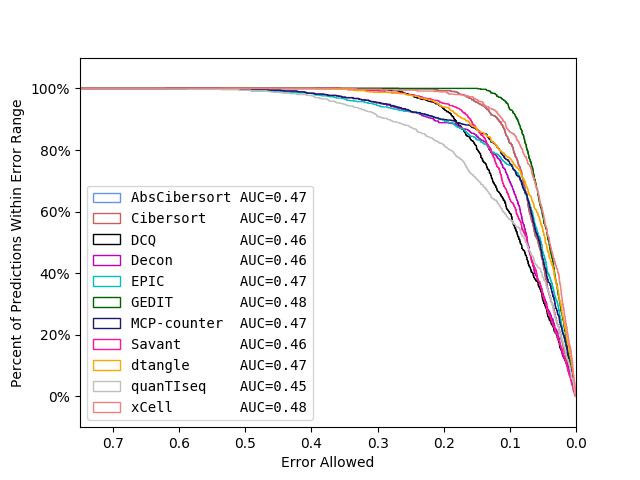 100%
80%
60%
40%
20%
0%
Percent of Predictions Within Error Range
AbsCibersort AUC=0.47
Cibersort AUC=0.47
DCQ AUC=0.46
Decon AUC=0.46
EPIC AUC=0.47
GEDIT AUC=0.48
MCP-counter AUC=0.47
Savant AUC=0.46
dtangle AUC=0.47
quanTIseq AUC=0.45
xCell AUC=0.48
0.7 0.6 0.5 0.4 0.3 0.2 0.1 0.0
Error Allowed